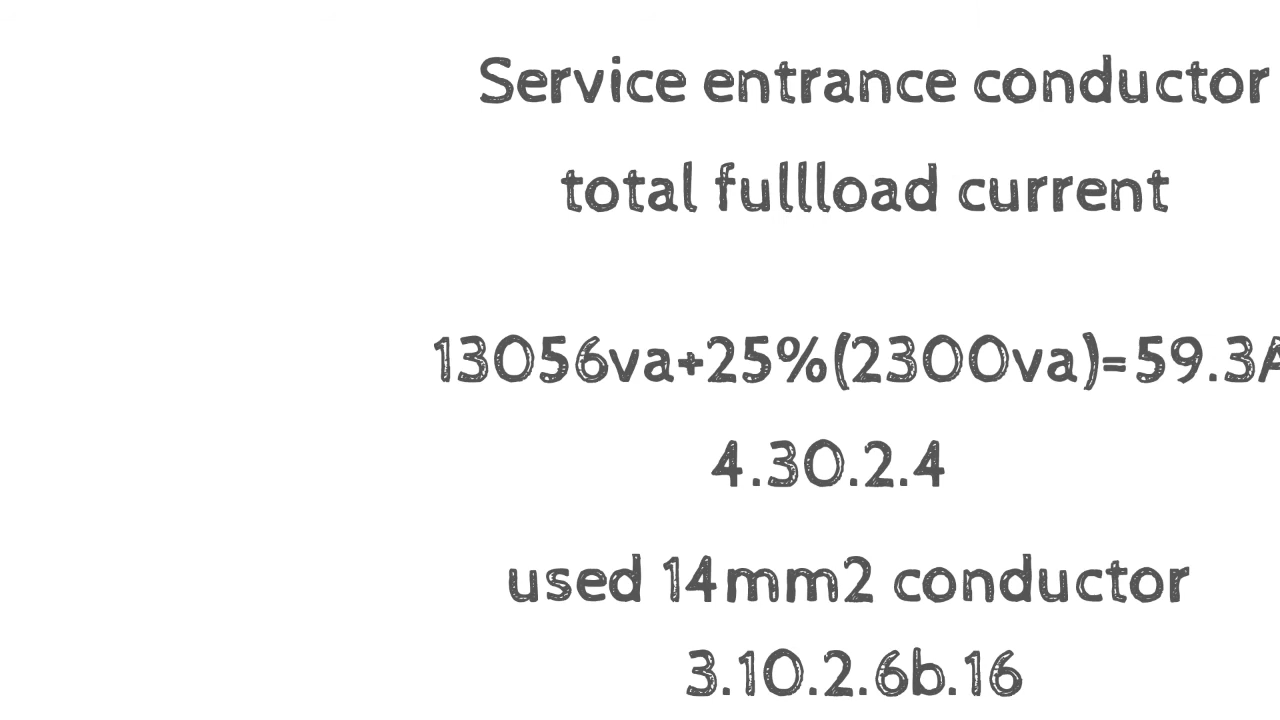 Service entrance conductor
total fullload current
13056va+25%(2300va)=59.3A
4.30.2.4
used 14mm2 conductor
3.10.2.6b.16